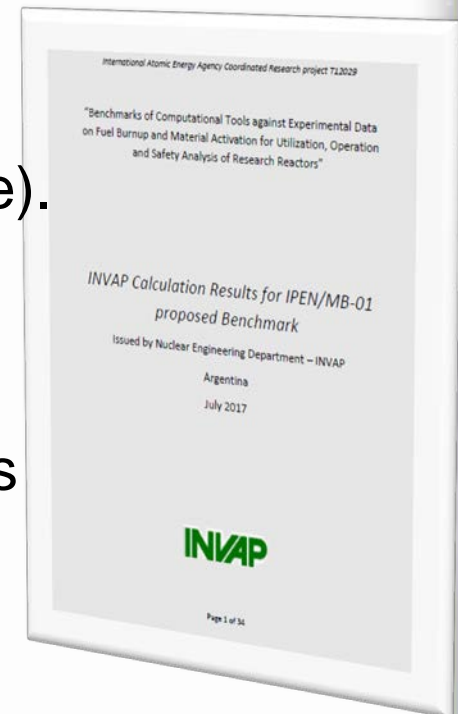 International Atomic Energy Agency Coordinated Research project T12029
"Benchmarks of Computational Tools against Experimental Data
on Fuel Burnup and Material Activation for Utilization, Operation
and Safety Analysis of Research Reactors"
e).
INVAP Calculation Results for IPEN/MB-01
proposed Benchmark
Issued by Nuclear Engineering Department – INVAP
Argentina
July 2017
s
INVAP
Page 1 of 34